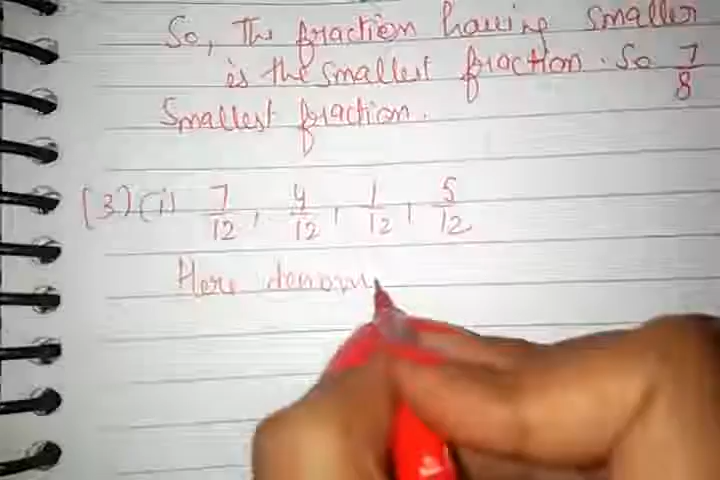 So, The fraction having smaller
is the smallest fraction. So 7/8
Smallest fraction.
[3] (i) 7/12, 4/12, 1/12, 5/12
Here denom